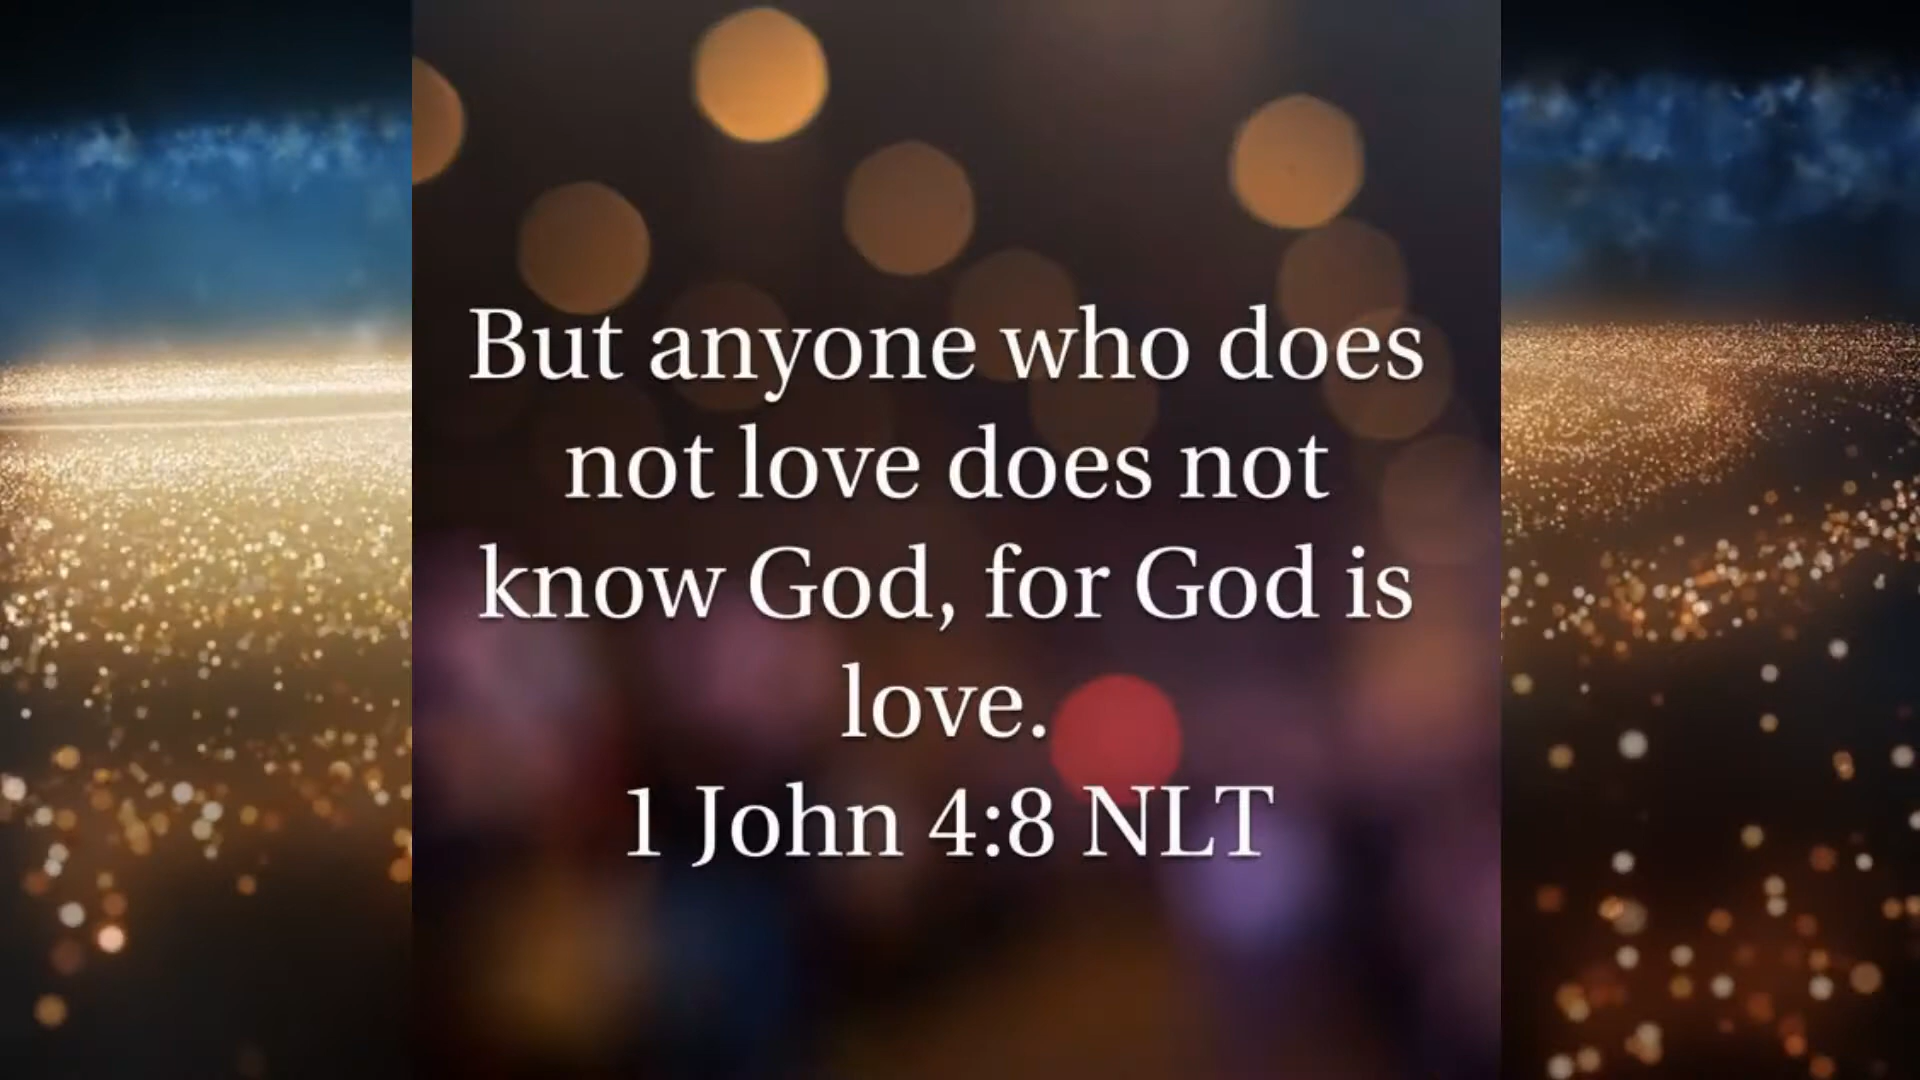 But anyone who does
not love does not
know God, for God is
love.
1 John 4:8 NLT